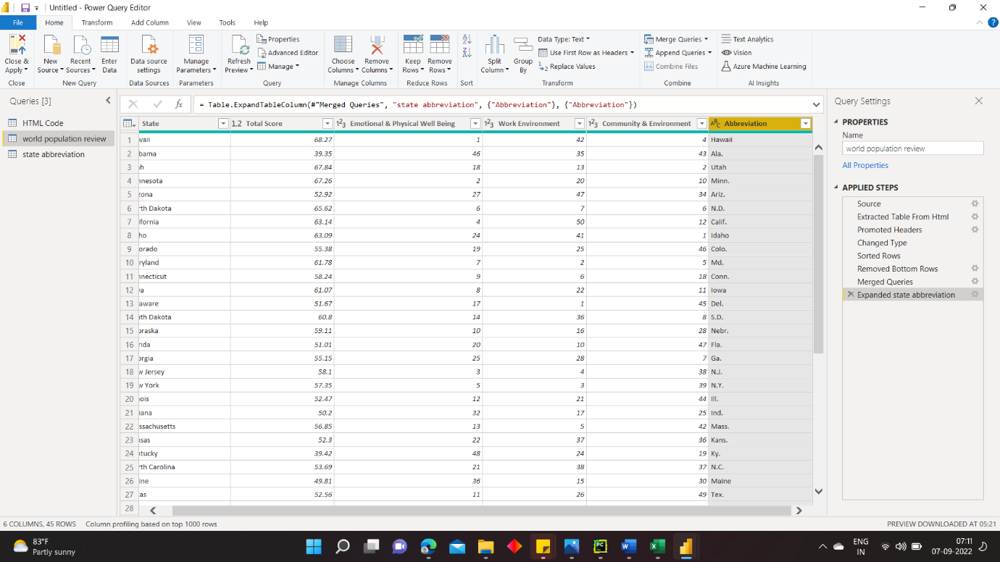 Untitled - Power Query Editor
File Home Transform Add Column View Tools Help
Close & Apply
New Source
Recent Sources
Enter Data
Data source settings
Manage Parameters
Refresh Preview
Properties
Advanced Editor
Manage
Choose Columns
Remove Columns
Keep Rows
Remove Rows
Split Column
Group By
Data Type: Text
Use First Row as Headers
Replace Values
Merge Queries
Append Queries
Combine Files
Text Analytics
Vision
Azure Machine Learning
Close New Query Data Sources Parameters Query Manage Columns Reduce Rows Sort Transform Combine AI Insights
Queries [3]
HTML Code
world population review
state abbreviation
= Table.ExpandTableColumn(#"Merged Queries", "state abbreviation", {"Abbreviation"}, {"Abbreviation"})
State 1.2 Total Score 123 Emotional & Physical Well Being 123 Work Environment 123 Community & Environment ABC Abbreviation
1 vaii 68.27 1 42 4 Hawaii
2 bama 39.35 46 35 43 Ala.
3 h 67.84 18 13 2 Utah
4 nnesota 67.26 2 20 10 Minn.
5 zona 52.92 27 47 34 Ariz.
6 th Dakota 65.62 6 7 6 N.D.
7 ifornia 63.14 4 50 12 Calif.
8 ho 63.09 24 41 1 Idaho
9 orado 55.38 19 25 46 Colo.
10 ryland 61.78 7 2 5 Md.
11 nnecticut 58.24 9 6 18 Conn.
12 a 61.07 8 22 11 Iowa
13 aware 51.67 17 1 45 Del.
14 th Dakota 60.8 14 36 8 S.D.
15 braska 59.11 10 16 28 Nebr.
16 rida 51.01 20 10 47 Fla.
17 orgia 55.15 25 28 7 Ga.
18 v Jersey 58.1 3 4 38 N.J.
19 v York 57.35 5 3 39 N.Y.
20 ois 52.47 12 21 44 Ill.
21 iana 50.2 32 17 25 Ind.
22 ssachusetts 56.85 13 5 42 Mass.
23 sas 52.3 22 37 36 Kans.
24 tucky 39.42 48 24 19 Ky.
25 th Carolina 53.69 21 38 37 N.C.
26 ine 49.81 36 15 30 Maine
27 as 52.56 11 26 49 Tex.
28
Query Settings
PROPERTIES
Name
world population review
All Properties
APPLIED STEPS
Source
Extracted Table From Html
Promoted Headers
Changed Type
Sorted Rows
Removed Bottom Rows
Merged Queries
Expanded state abbreviation
6 COLUMNS, 45 ROWS Column profiling based on top 1000 rows PREVIEW DOWNLOADED AT 05:21
83°F
Partly sunny
ENG
IN
07:11
07-09-2022